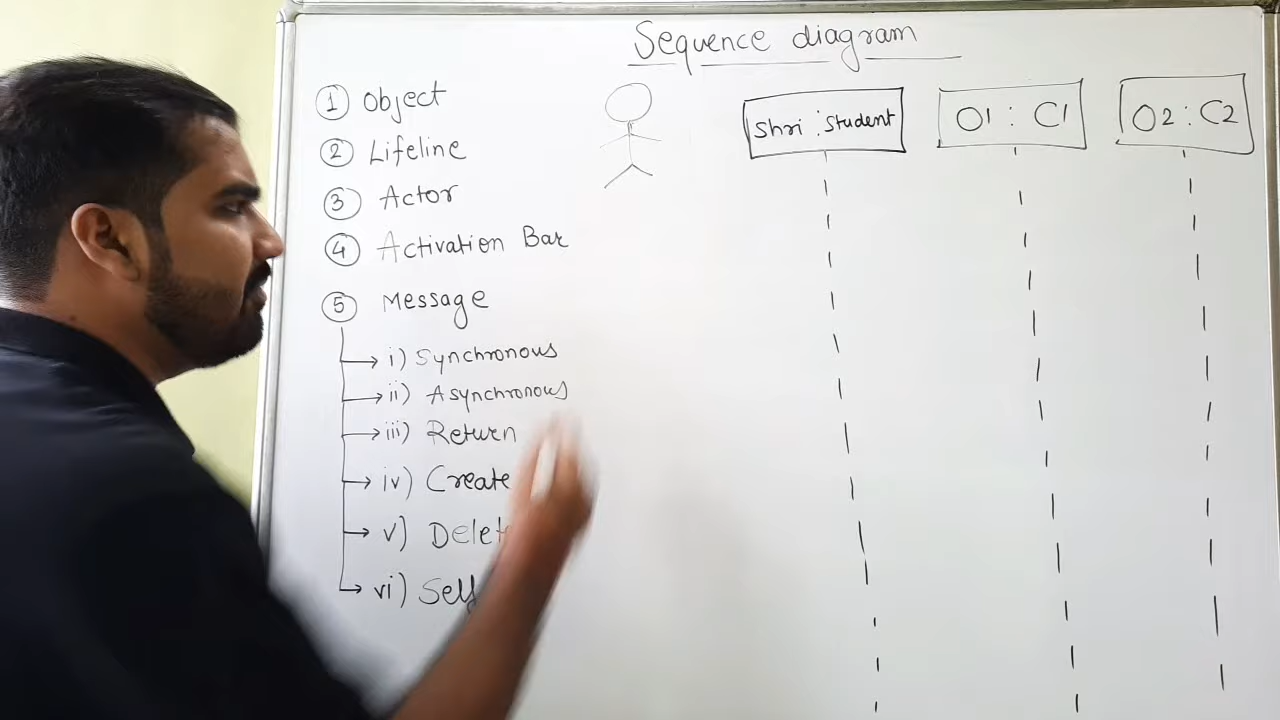 Sequence diagram
1 Object
2 Lifeline
3 Actor
4 Activation Bar
5 Message
i) Synchronous
ii) Asynchronous
iii) Return
iv) Create
v) Delet
vi) Self
Shri : Student
O1 : C1
O2 : C2